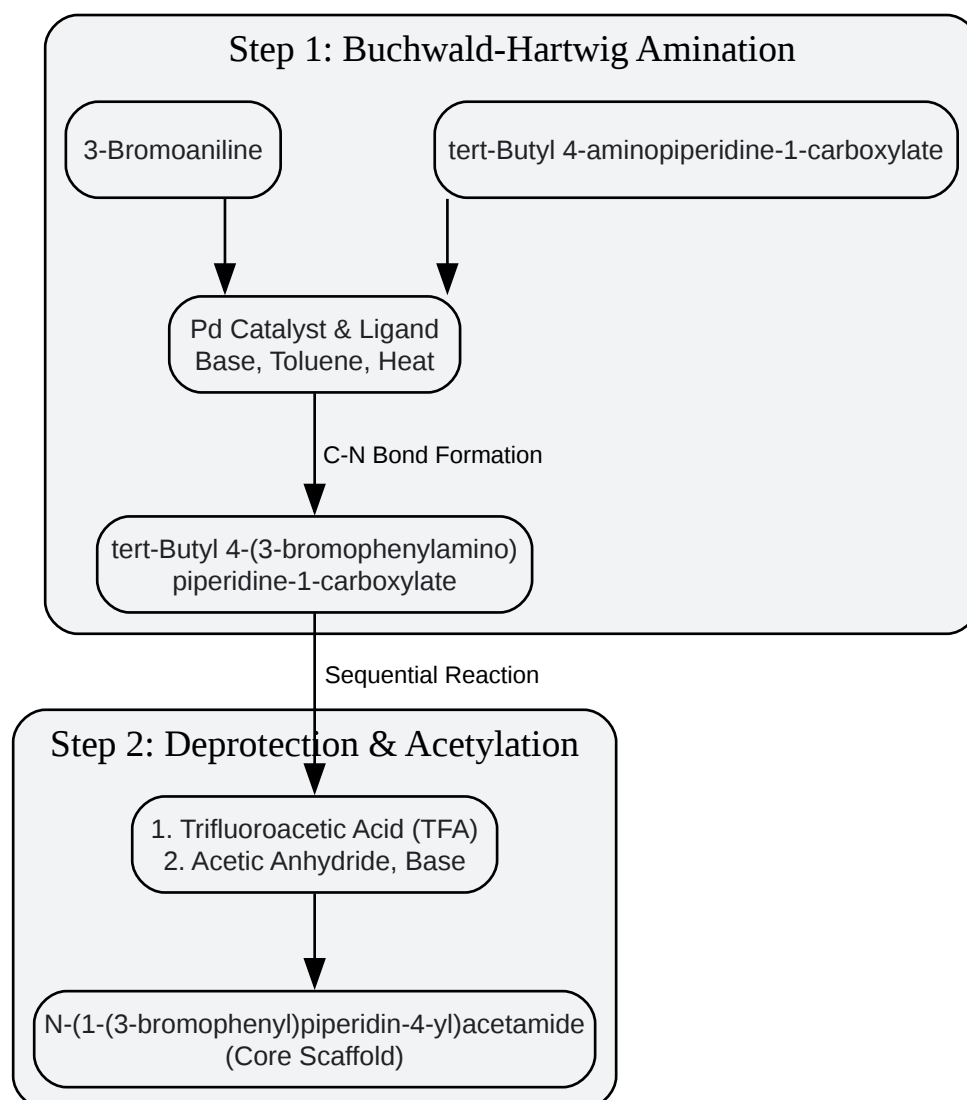 Step 1: Buchwald-Hartwig Amination
3-Bromoaniline
tert-Butyl 4-aminopiperidine-1-carboxylate
Pd Catalyst & Ligand
Base, Toluene, Heat
C-N Bond Formation
tert-Butyl 4-(3-bromophenylamino)
piperidine-1-carboxylate
Sequential Reaction
Step 2: Deprotection & Acetylation
1. Trifluoroacetic Acid (TFA)
2. Acetic Anhydride, Base
N-(1-(3-bromophenyl)piperidin-4-yl)acetamide
(Core Scaffold)